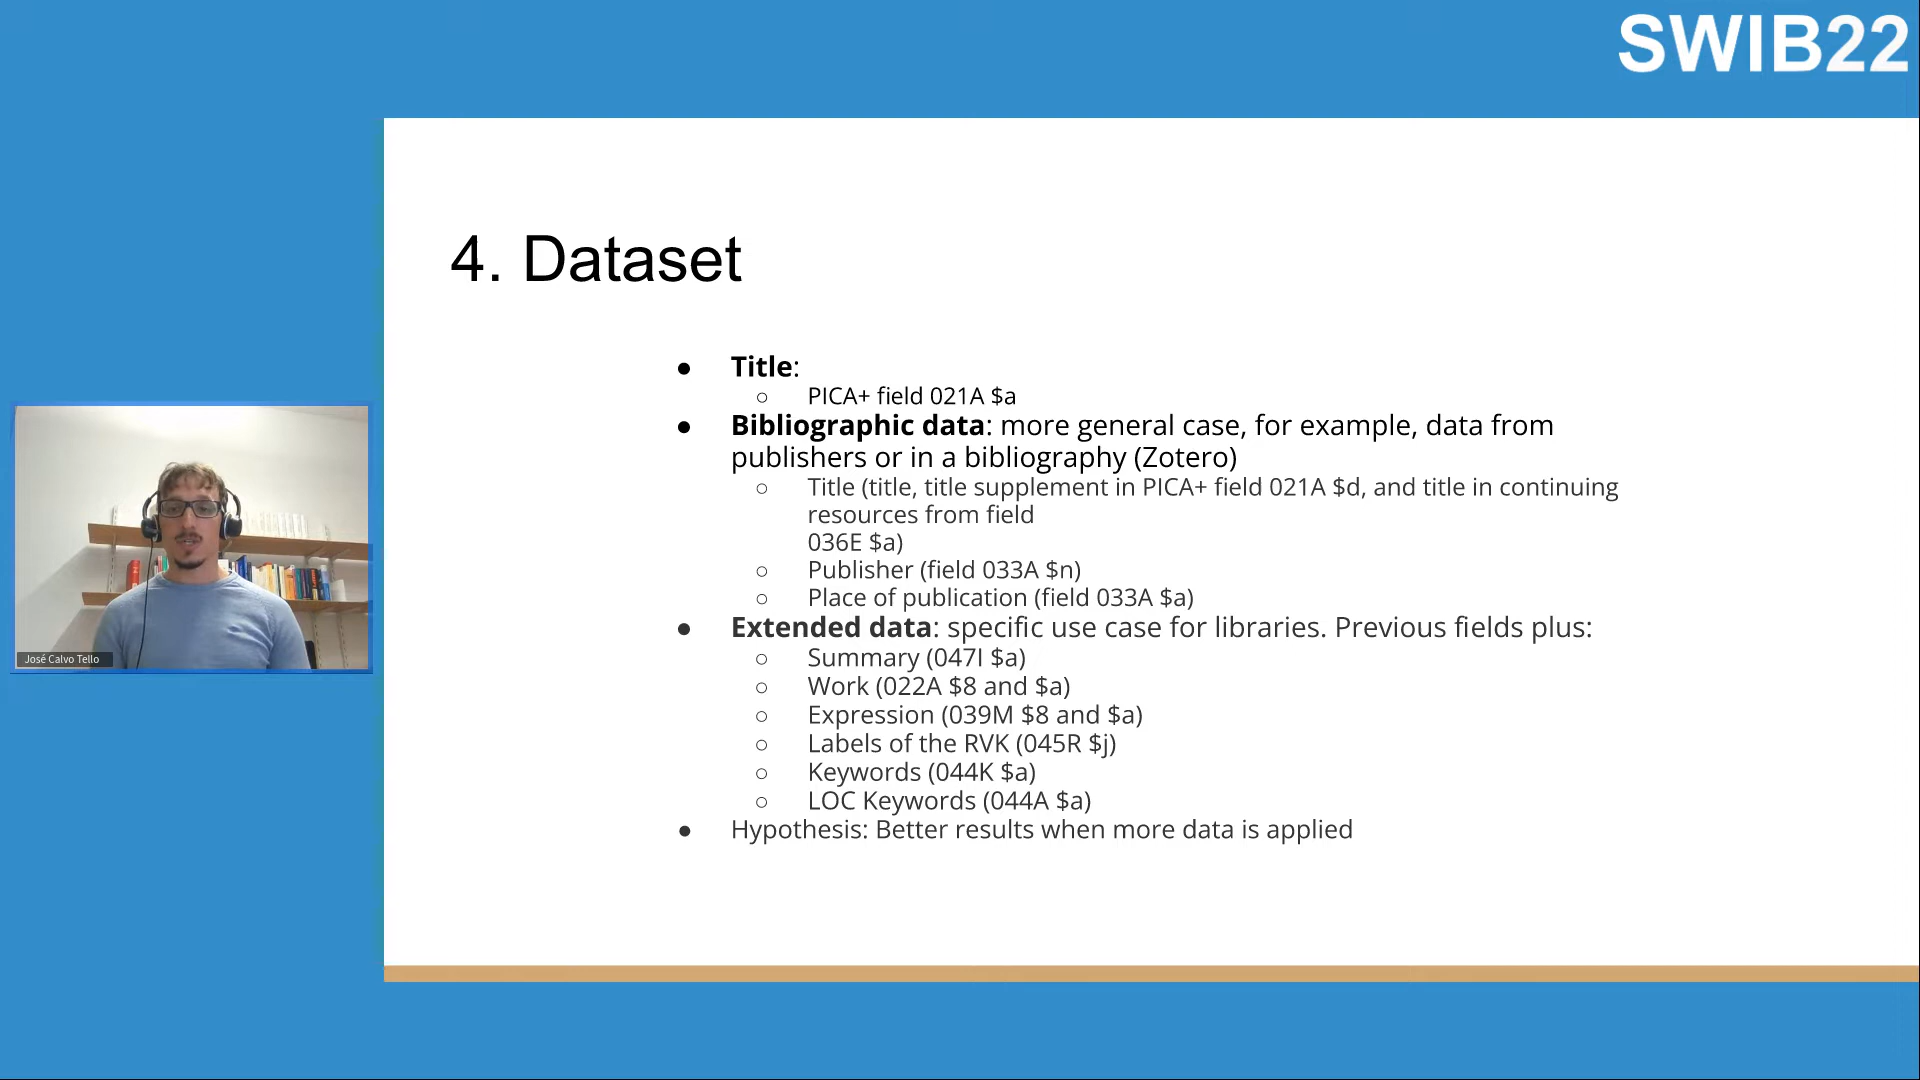 SWIB22
4. Dataset
● Title:
○ PICA+ field 021A $a
● Bibliographic data: more general case, for example, data from
publishers or in a bibliography (Zotero)
○ Title (title, title supplement in PICA+ field 021A $d, and title in continuing
resources from field
036E $a)
○ Publisher (field 033A $n)
○ Place of publication (field 033A $a)
● Extended data: specific use case for libraries. Previous fields plus:
○ Summary (047I $a)
○ Work (022A $8 and $a)
○ Expression (039M $8 and $a)
○ Labels of the RVK (045R $j)
○ Keywords (044K $a)
○ LOC Keywords (044A $a)
● Hypothesis: Better results when more data is applied
José Calvo Tello